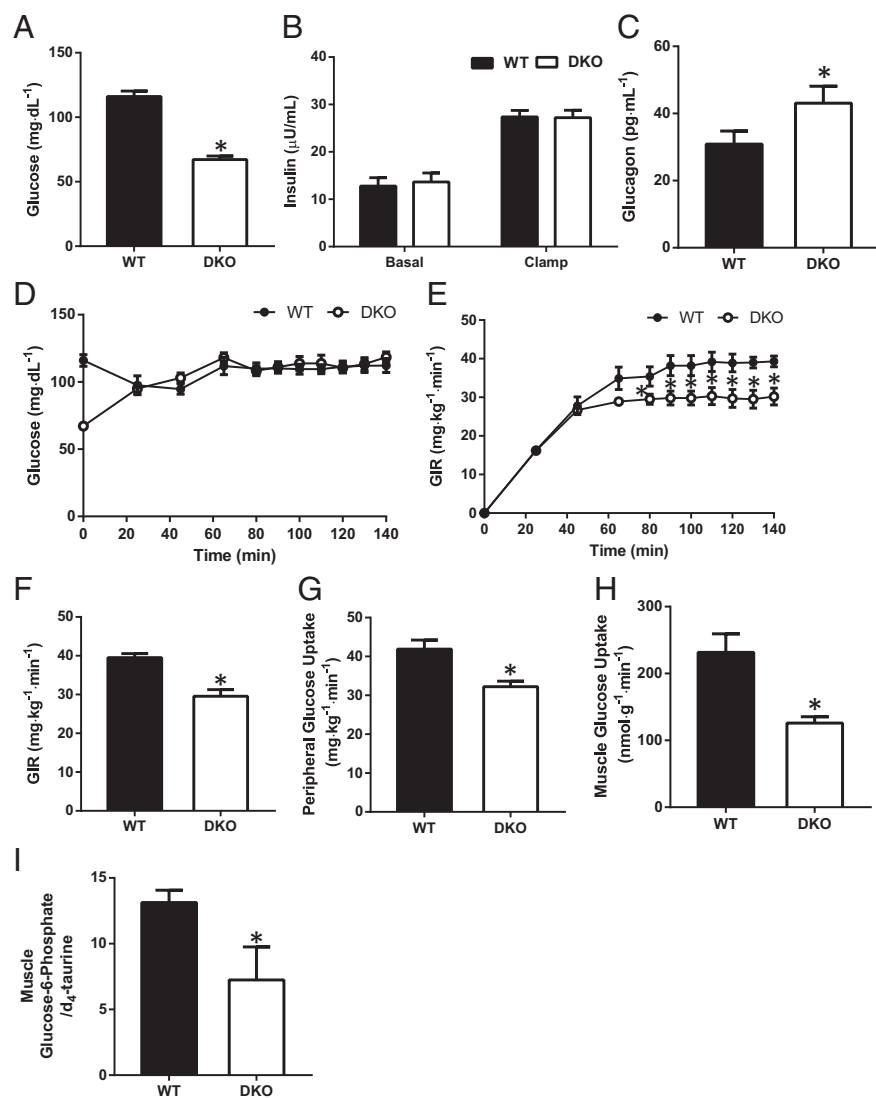 A
Glucose (mg·dL-1)
150
100
50
0
*
WT
DKO
B
Insulin (μU/mL)
40
30
20
10
0
WT DKO
Basal
Clamp
C
Glucagon (pg·mL-1)
60
40
20
0
*
WT
DKO
D
Glucose (mg·dL-1)
150
100
50
0
WT DKO
0 20 40 60 80 100 120 140
Time (min)
E
GIR (mg·kg-1·min-1)
50
40
30
20
10
0
WT DKO
* * * * * * *
0 20 40 60 80 100 120 140
Time (min)
F
GIR (mg·kg-1·min-1)
50
40
30
20
10
0
*
WT
DKO
G
Peripheral Glucose Uptake
(mg·kg-1·min-1)
50
40
30
20
10
0
*
WT
DKO
H
Muscle Glucose Uptake
(nmol·g-1·min-1)
300
200
100
0
*
WT
DKO
I
Muscle
Glucose-6-Phosphate
/d4-taurine
15
10
5
0
*
WT
DKO